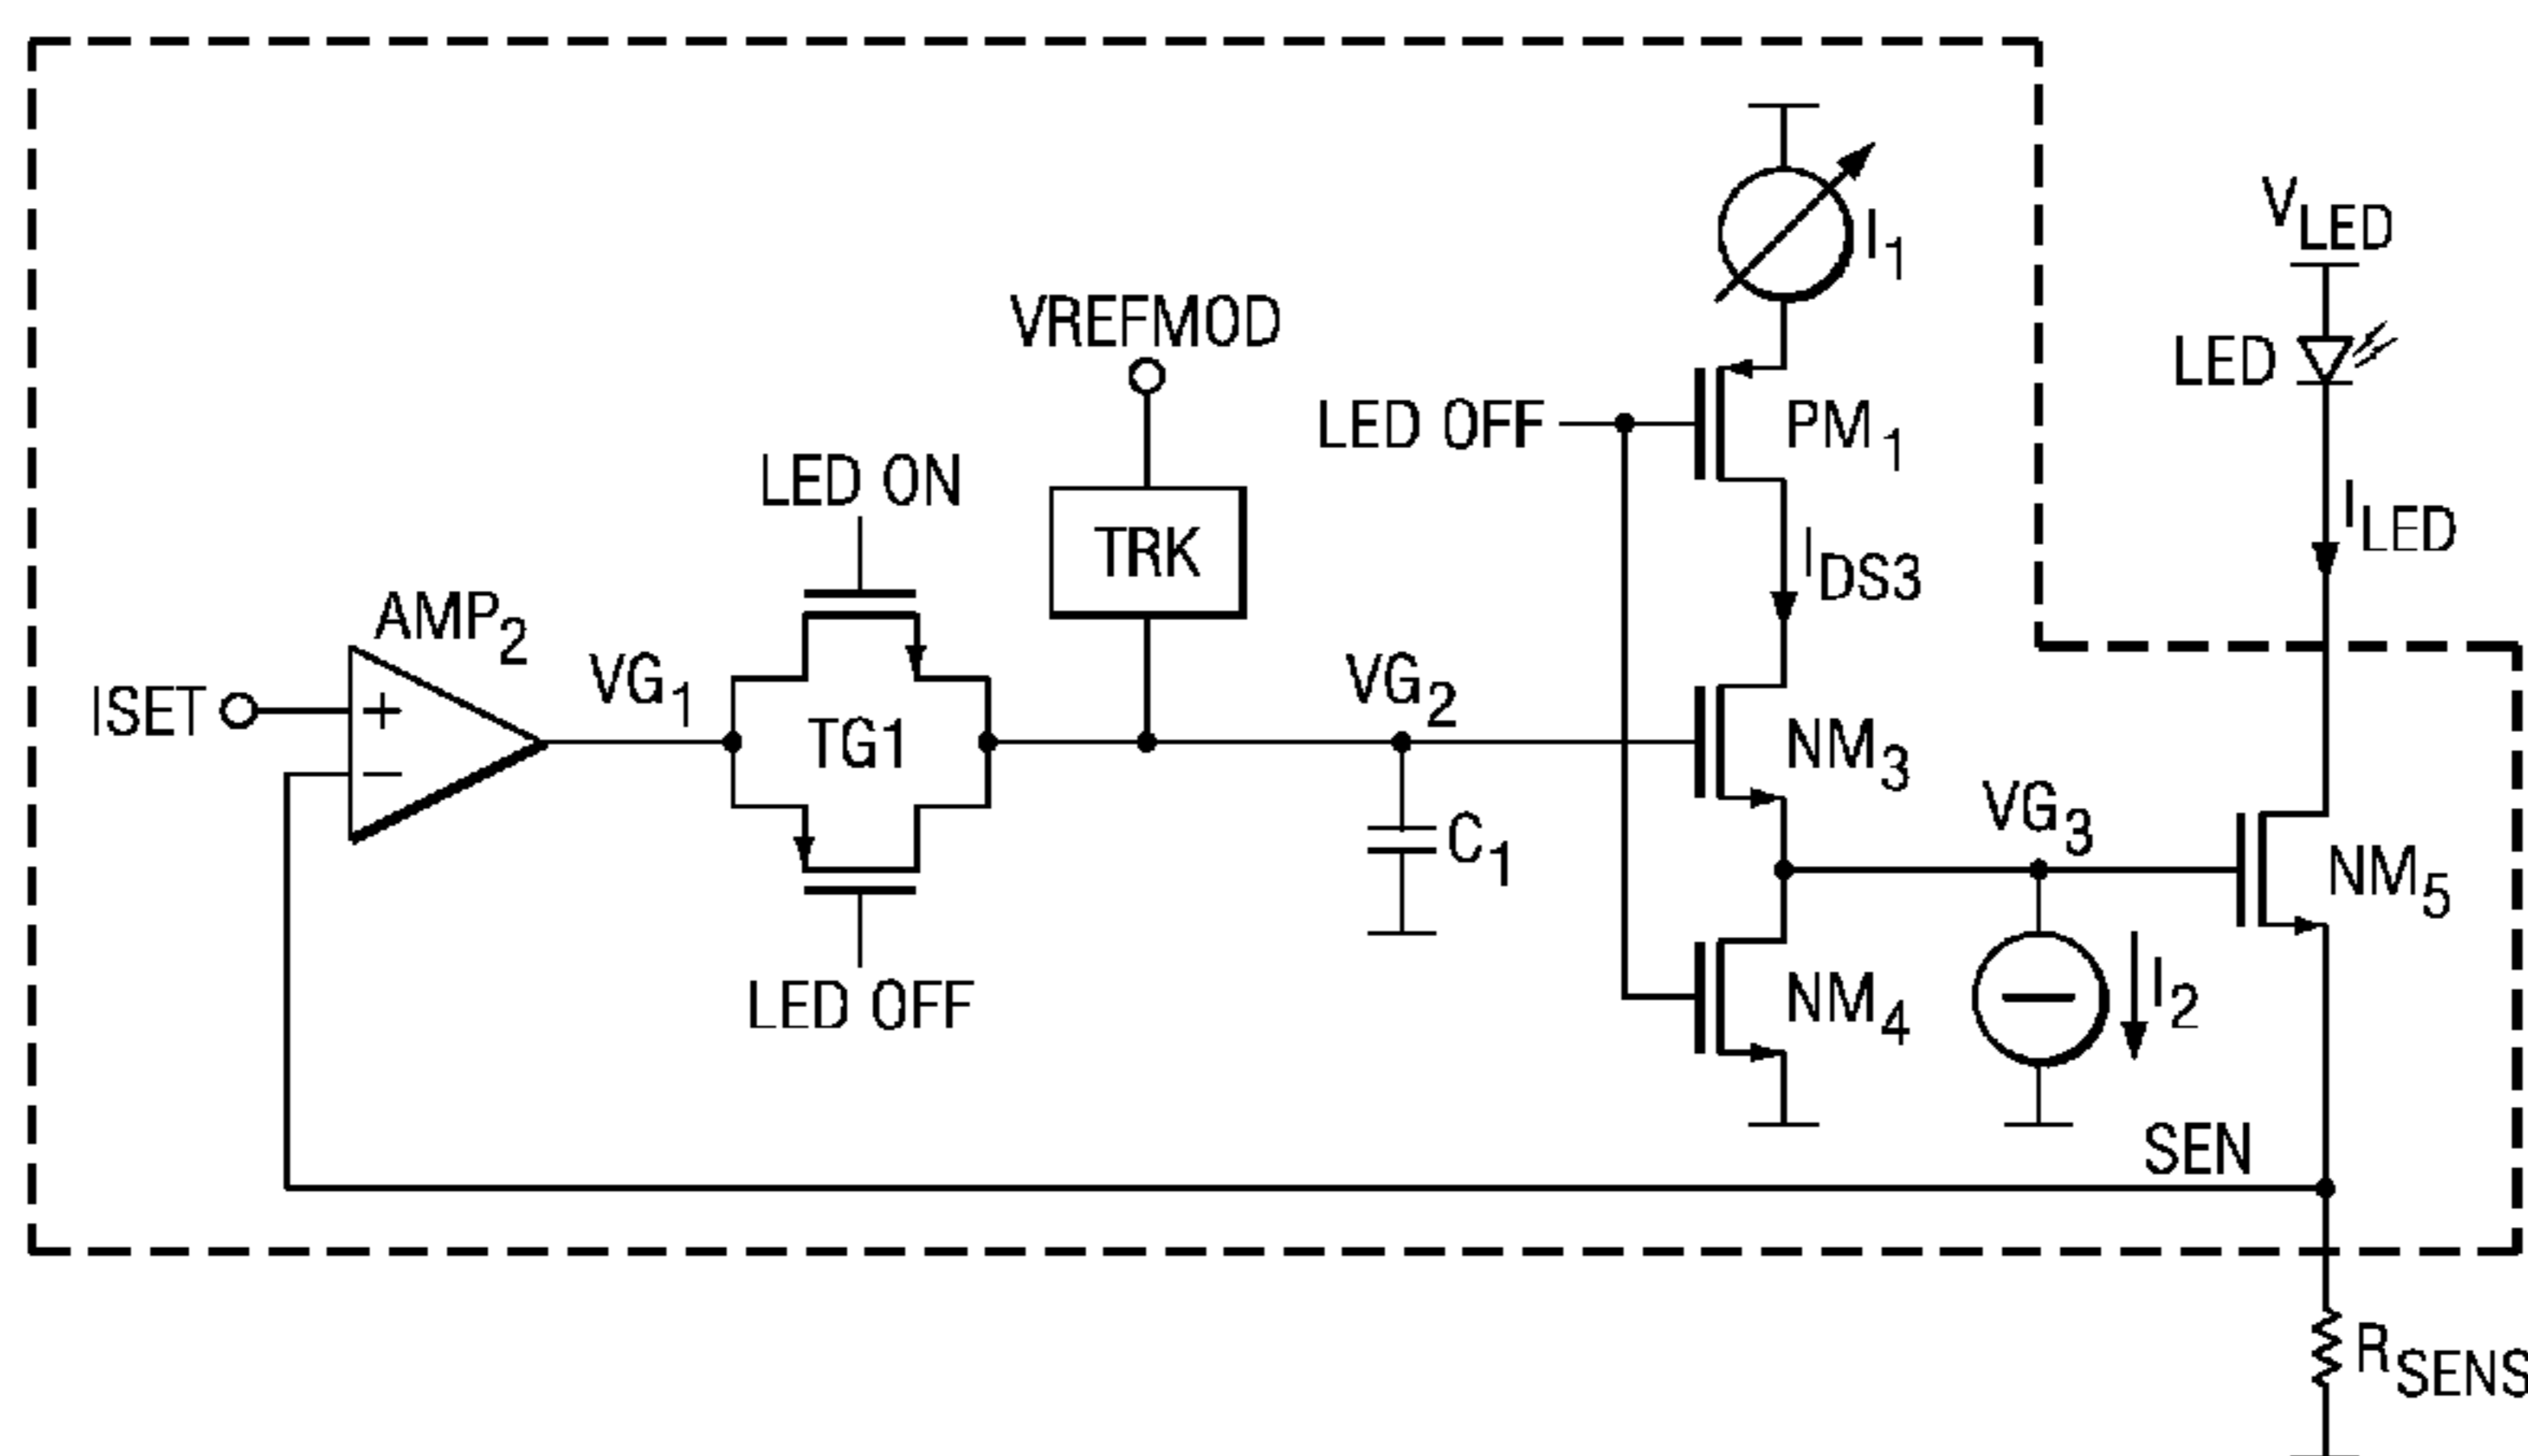 I1
VLED
VREFMOD
LED
LED OFF
PM1
LED ON
ILED
TRK
IDS3
AMP2
VG1
VG2
ISET
+
TG1
NM3
−
VG3
C1
NM5
LED OFF
NM4
−
I2
SEN
RSENS